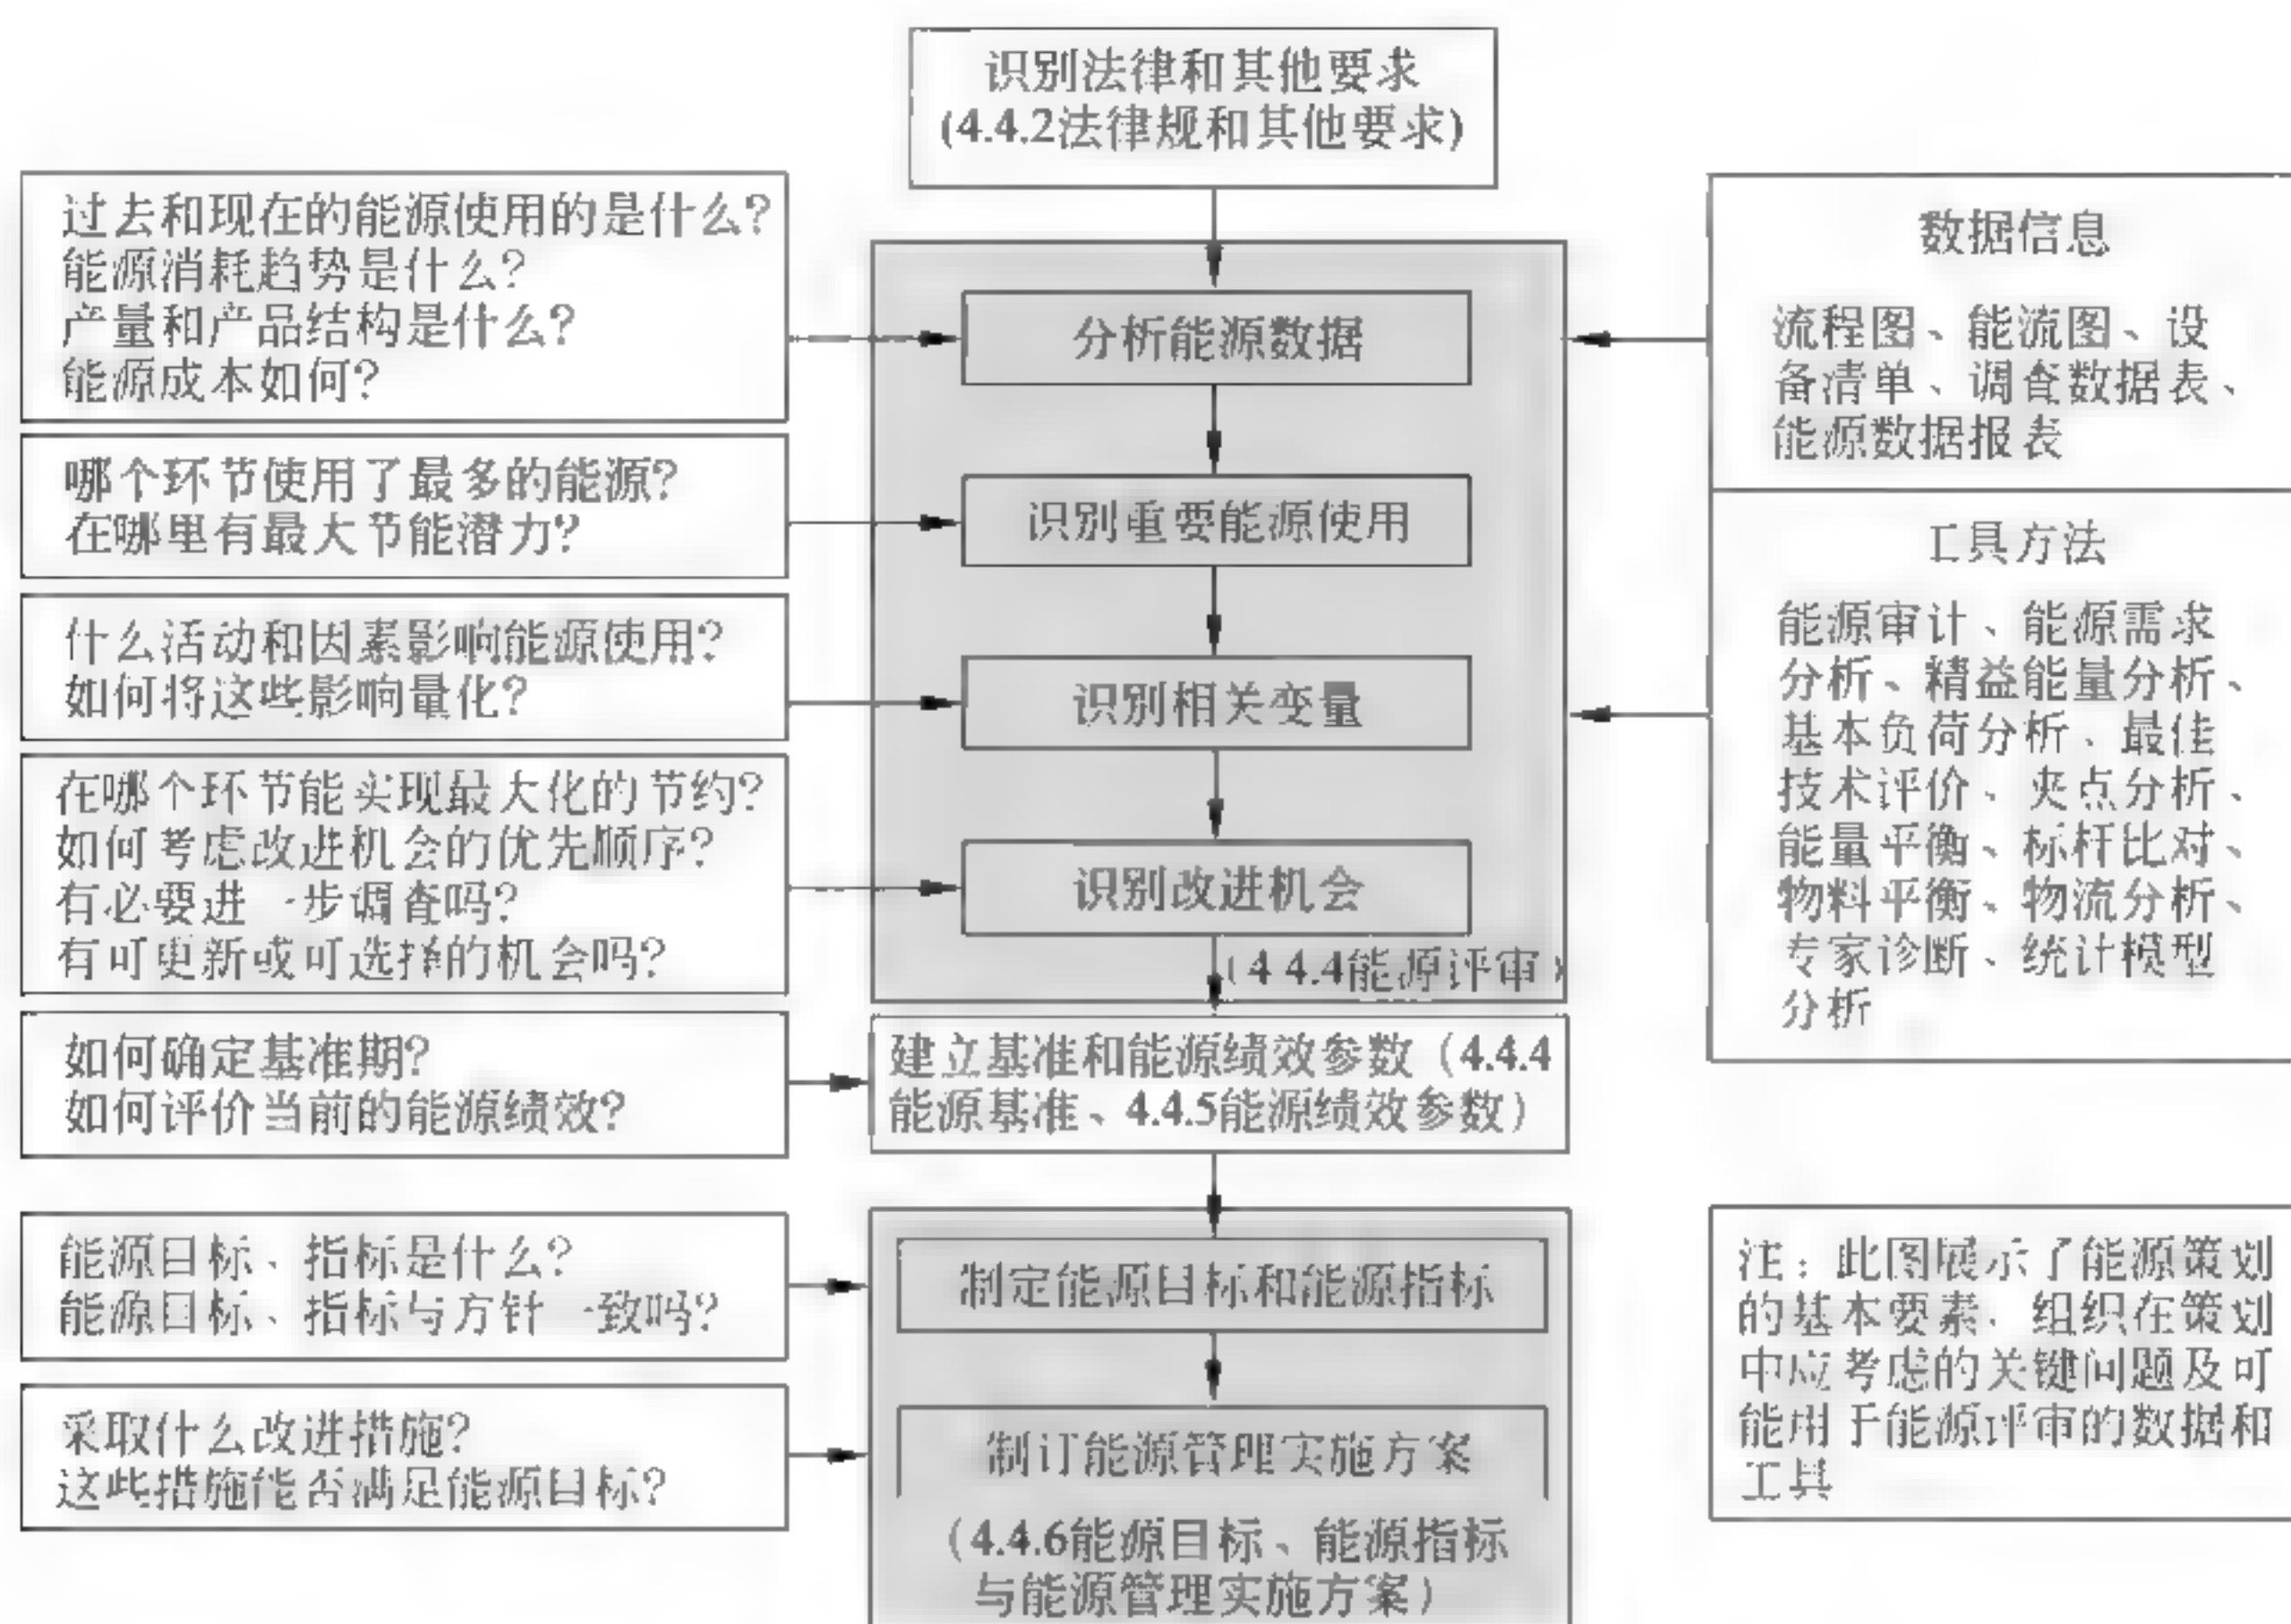 识别法律和其他要求
(4.4.2法律规和其他要求)
过去和现在的能源使用的是什么?
能源消耗趋势是什么?
产量和产品结构是什么?
能源成本如何?
哪个环节使用了最多的能源?
在哪里有最大节能潜力?
什么活动和因素影响能源使用?
如何将这些影响量化?
在哪个环节能实现最大化的节约?
如何考虑改进机会的优先顺序?
有必要进一步调查吗?
有可更新或可选择的机会吗?
如何确定基准期?
如何评价当前的能源绩效?
能源目标、指标是什么?
能源目标、指标与方针一致吗?
采取什么改进措施?
这些措施能否满足能源目标?
分析能源数据
识别重要能源使用
识别相关变量
识别改进机会
(4.4.4能源评审)
建立基准和能源绩效参数（4.4.4
能源基准、4.4.5能源绩效参数）
制定能源目标和能源指标
制订能源管理实施方案
（4.4.6能源目标、能源指标
与能源管理实施方案）
数据信息
流程图、能流图、设
备清单、调查数据表、
能源数据报表
工具方法
能源审计、能源需求
分析、精益能量分析、
基本负荷分析、最佳
技术评价、夹点分析、
能量平衡、标杆比对、
物料平衡、物流分析、
专家诊断、统计模型
分析
注：此图展示了能源策划
的基本要素、组织在策划
中应考虑的关键问题及可
能用于能源评审的数据和
工具